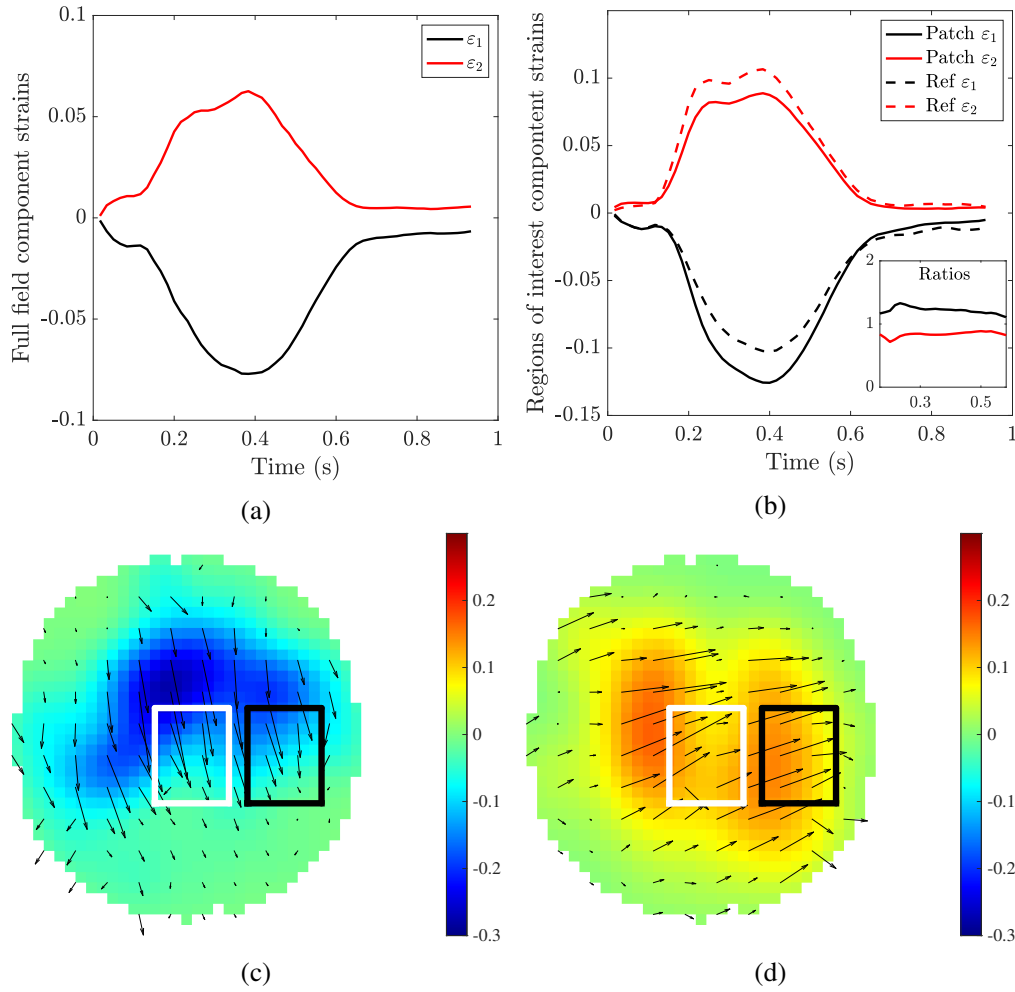 0.1
0.05
0
-0.05
-0.1
Full field component strains
ε1
ε2
0 0.2 0.4 0.6 0.8 1
Time (s)
(a)
0.1
0.05
0
-0.05
-0.1
-0.15
Regions of interest compontent strains
Patch ε1
Patch ε2
Ref ε1
Ref ε2
Ratios
2
1
0
0.3 0.5
0 0.2 0.4 0.6 0.8 1
Time (s)
(b)
0.2
0.1
0
-0.1
-0.2
-0.3
(c)
0.2
0.1
0
-0.1
-0.2
-0.3
(d)